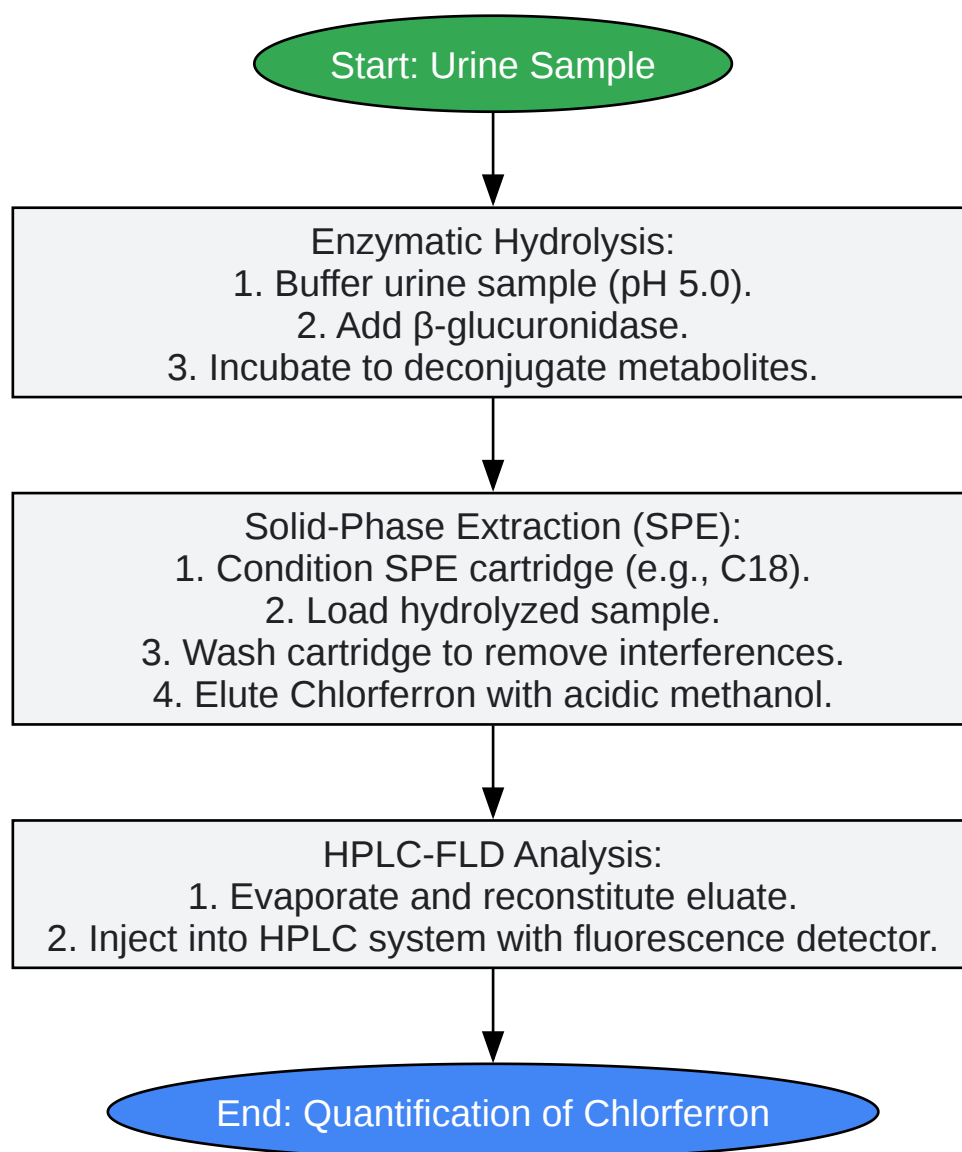 Start: Urine Sample
Enzymatic Hydrolysis:
1. Buffer urine sample (pH 5.0).
2. Add β-glucuronidase.
3. Incubate to deconjugate metabolites.
Solid-Phase Extraction (SPE):
1. Condition SPE cartridge (e.g., C18).
2. Load hydrolyzed sample.
3. Wash cartridge to remove interferences.
4. Elute Chlorferron with acidic methanol.
HPLC-FLD Analysis:
1. Evaporate and reconstitute eluate.
2. Inject into HPLC system with fluorescence detector.
End: Quantification of Chlorferron